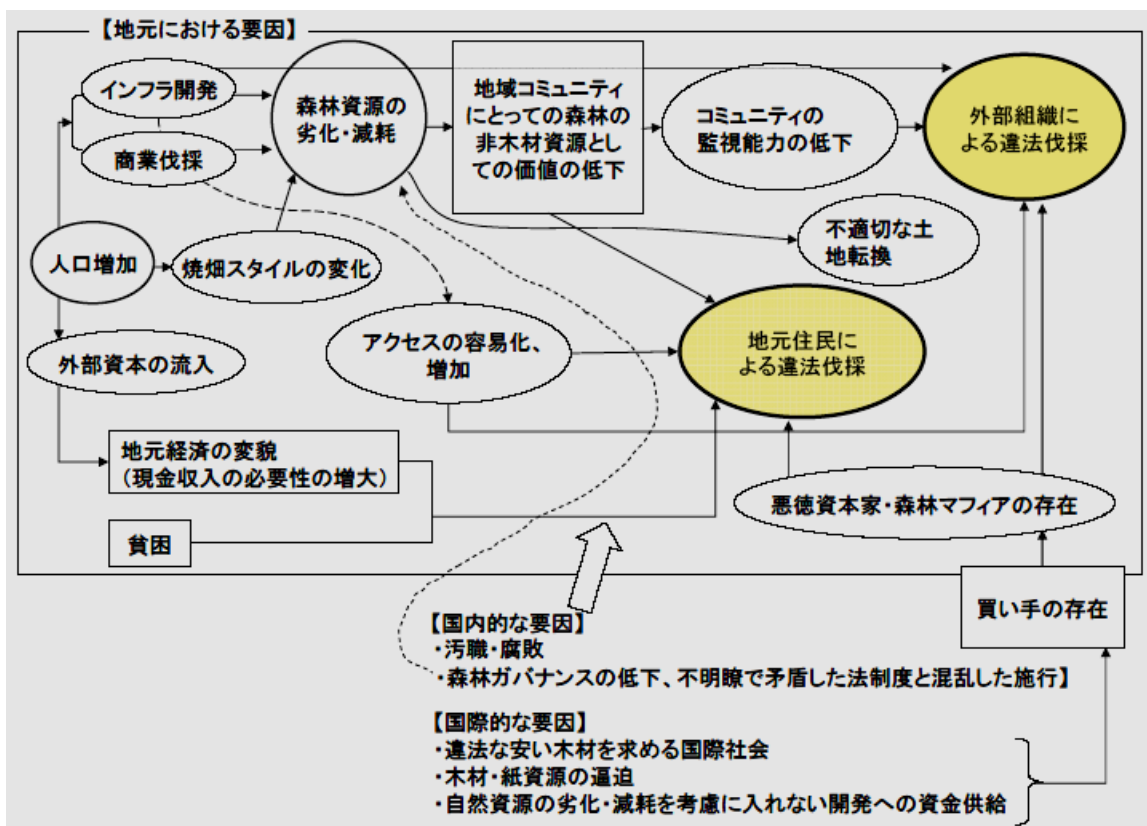 【地元における要因】
インフラ開発
商業伐採
森林資源の
劣化・減耗
地域コミュニティ
にとっての森林の
非木材資源とし
ての価値の低下
コミュニティの
監視能力の低下
外部組織に
よる違法伐採
人口増加
焼畑スタイルの変化
不適切な土
地転換
外部資本の流入
アクセスの容易化、
増加
地元住民に
よる違法伐採
地元経済の変貌
（現金収入の必要性の増大）
貧困
悪徳資本家・森林マフィアの存在
買い手の存在
【国内的な要因】
・汚職・腐敗
・森林ガバナンスの低下、不明瞭で矛盾した法制度と混乱した施行】
【国際的な要因】
・違法な安い木材を求める国際社会
・木材・紙資源の逼迫
・自然資源の劣化・減耗を考慮に入れない開発への資金供給